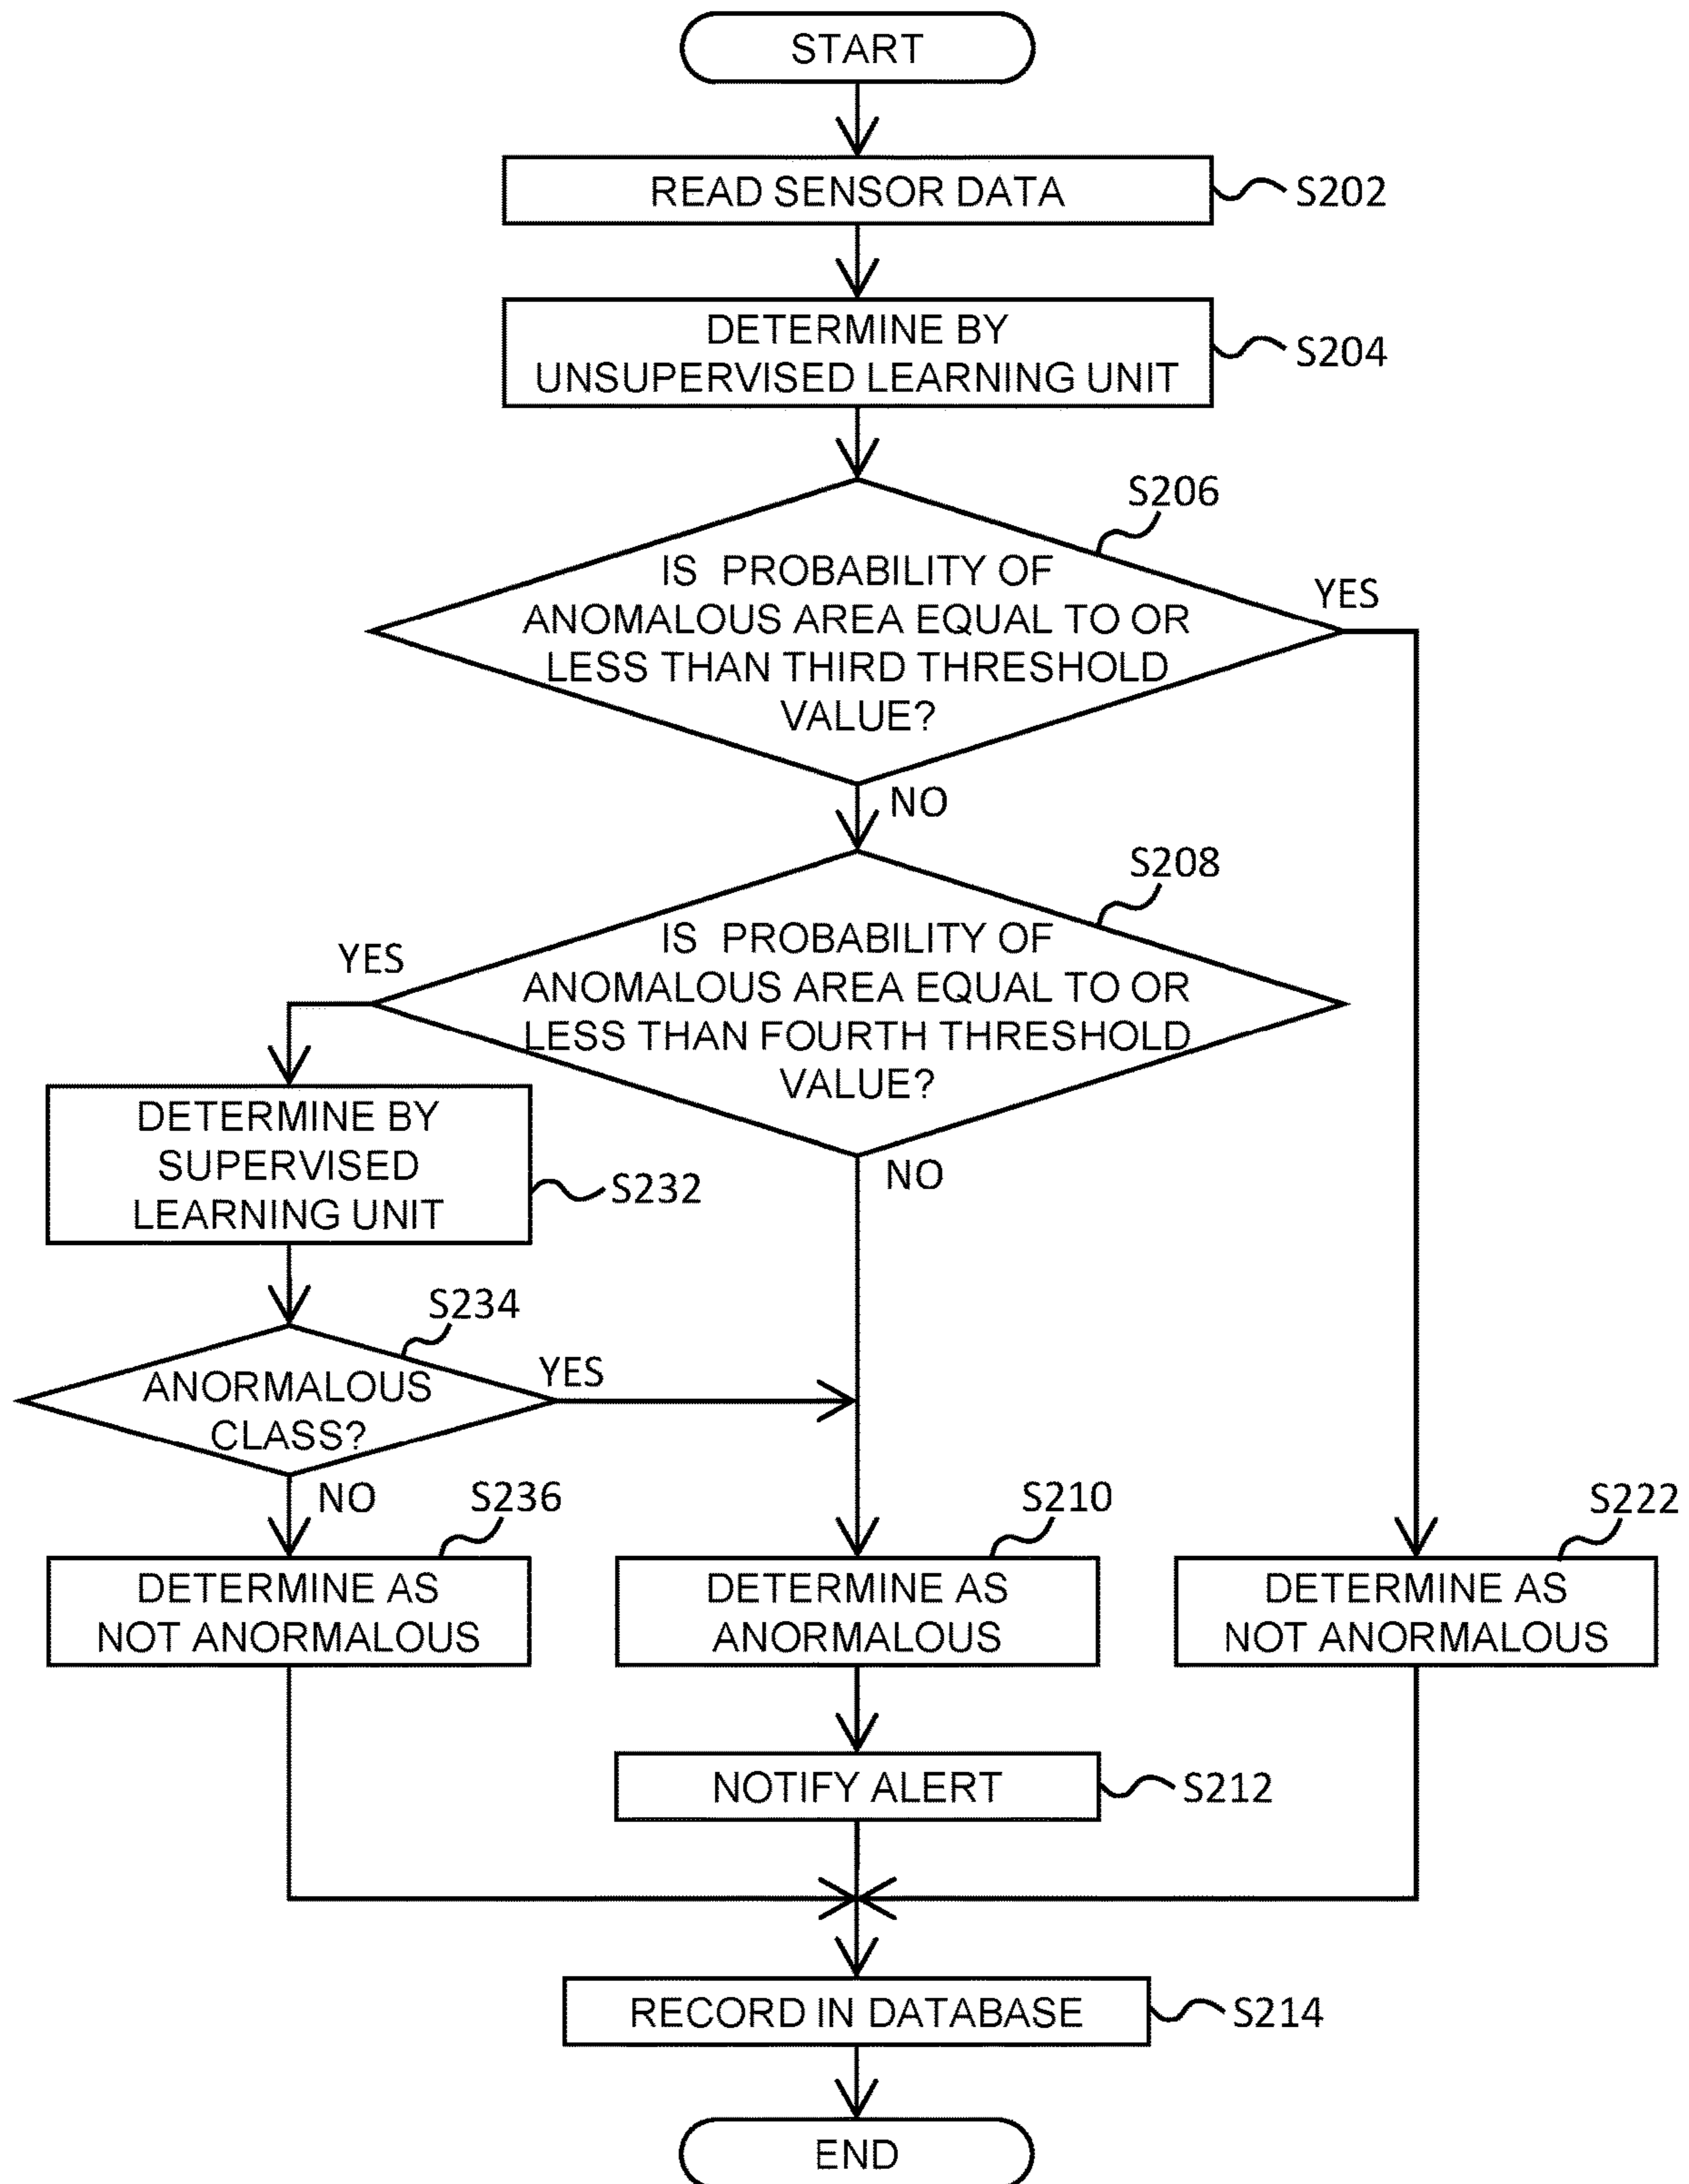 START
READ SENSOR DATA
S202
DETERMINE BY
UNSUPERVISED LEARNING UNIT
S204
S206
IS PROBABILITY OF
ANOMALOUS AREA EQUAL TO OR
LESS THAN THIRD THRESHOLD
VALUE?
YES
NO
S208
IS PROBABILITY OF
ANOMALOUS AREA EQUAL TO OR
LESS THAN FOURTH THRESHOLD
VALUE?
YES
NO
DETERMINE BY
SUPERVISED
LEARNING UNIT
S232
S234
ANORMALOUS
CLASS?
YES
NO
S236
DETERMINE AS
NOT ANORMALOUS
S210
DETERMINE AS
ANORMALOUS
S222
DETERMINE AS
NOT ANORMALOUS
NOTIFY ALERT
S212
RECORD IN DATABASE
S214
END